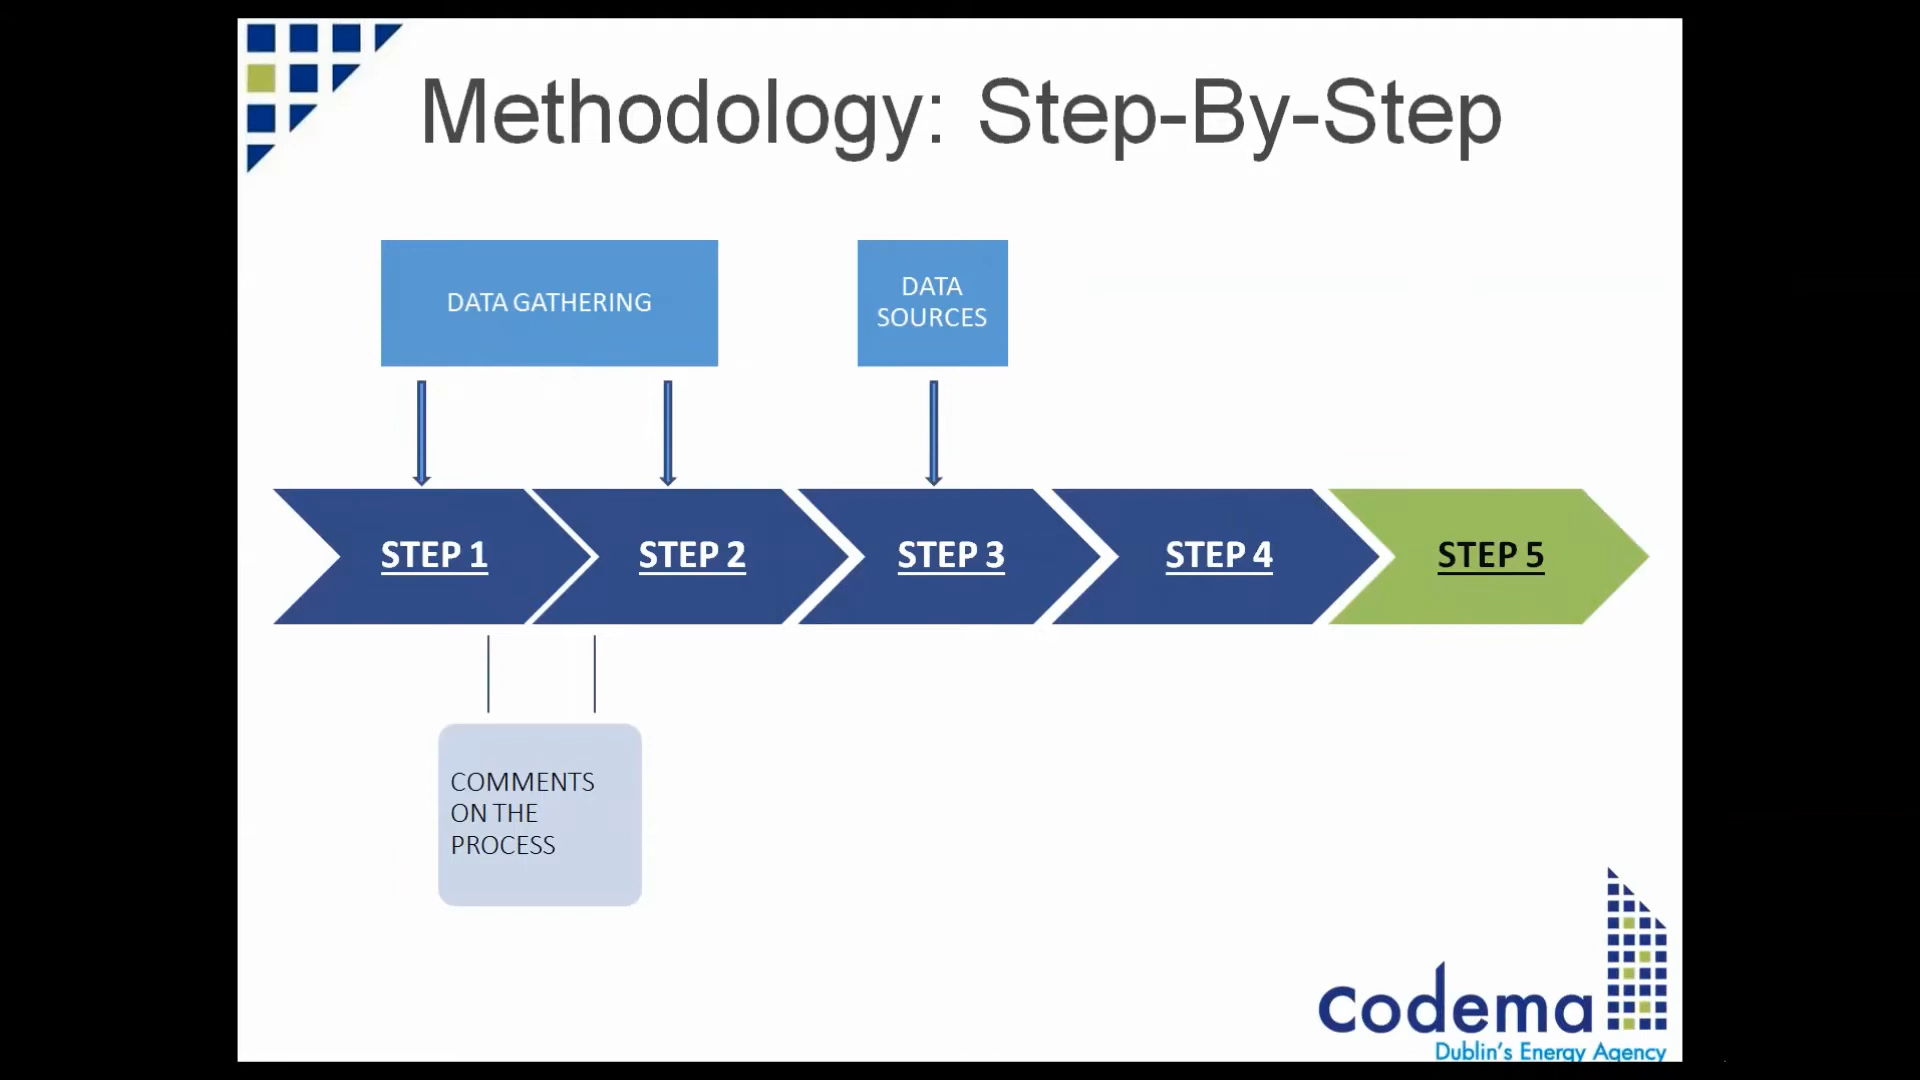 Methodology: Step-By-Step
DATA GATHERING
DATA
SOURCES
STEP 1
STEP 2
STEP 3
STEP 4
STEP 5
COMMENTS
ON THE
PROCESS
codema
Dublin's Energy Agency